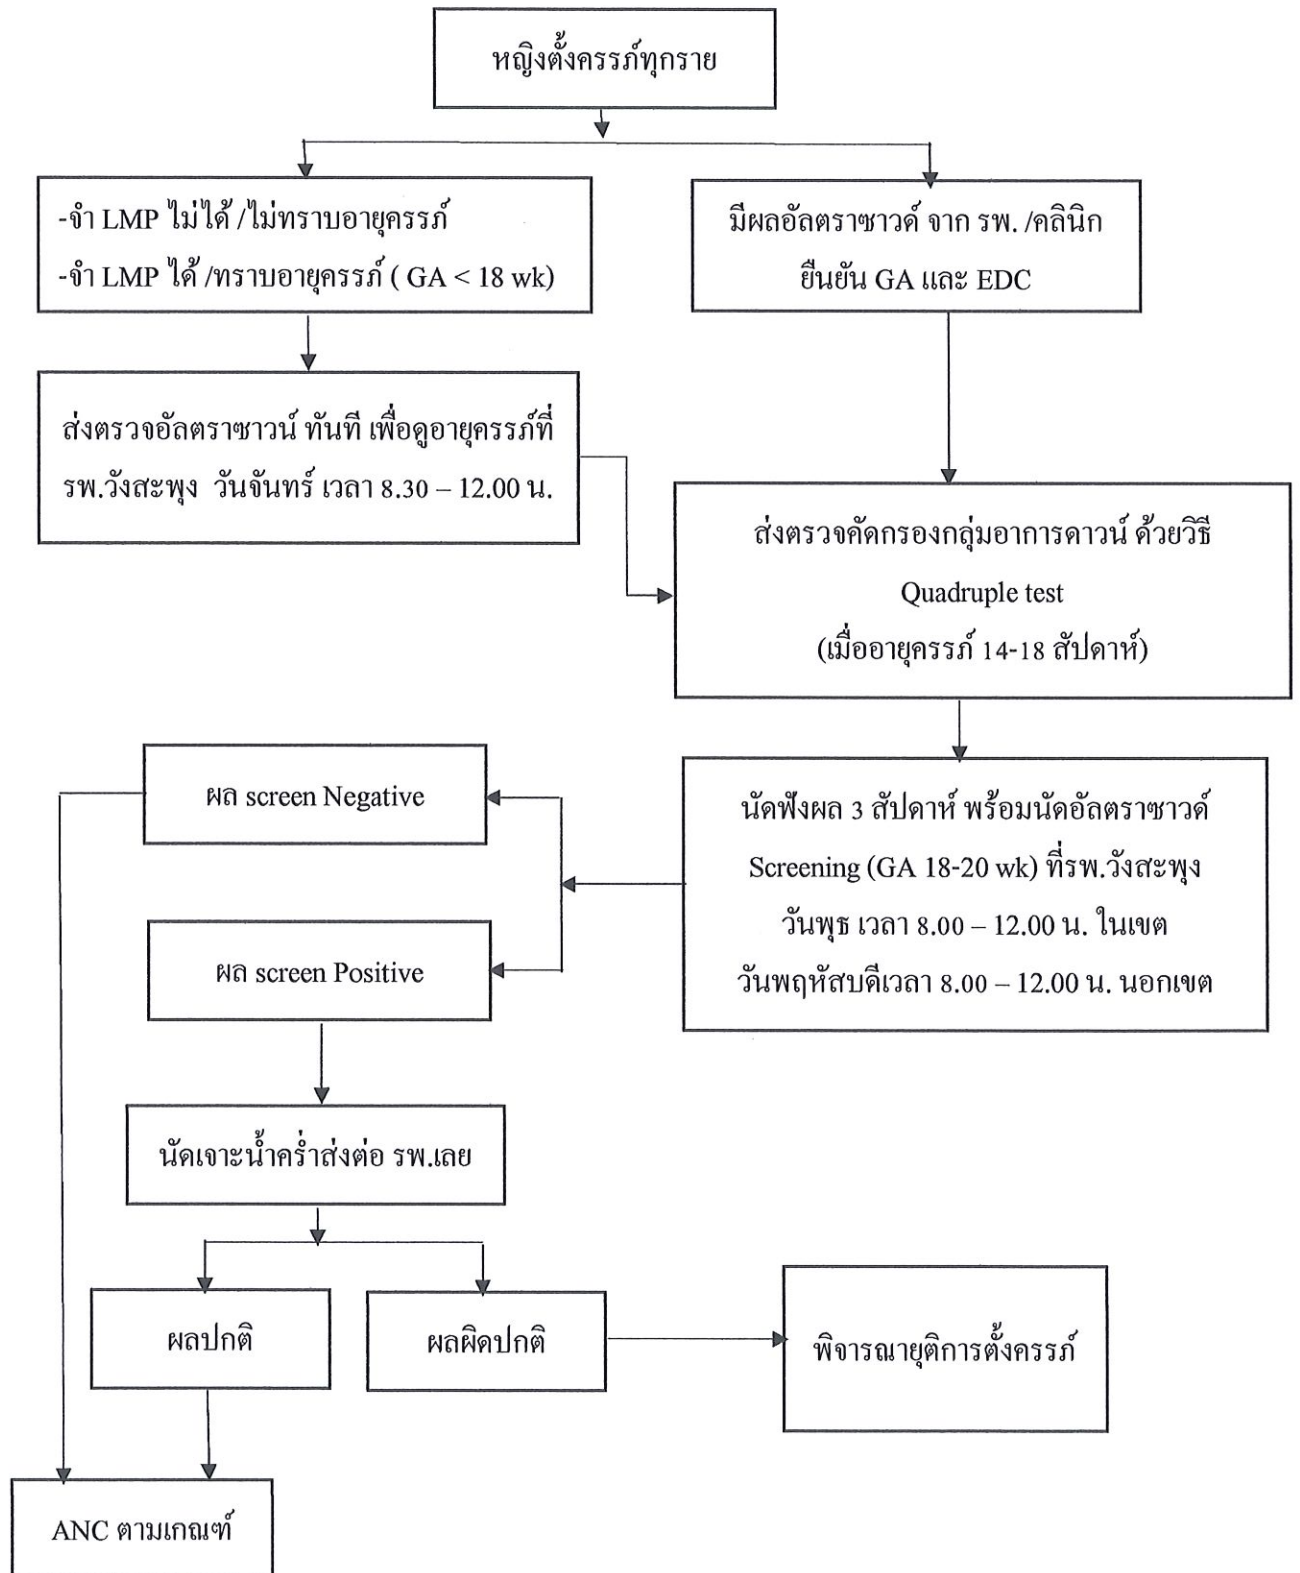 หญิงตั้งครรภ์ทุกราย
-จำ LMP ไม่ได้ /ไม่ทราบอายุครรภ์
-จำ LMP ได้ /ทราบอายุครรภ์ ( GA < 18 wk)
มีผลอัลตราซาวด์ จาก รพ. /คลินิก
ยืนยัน GA และ EDC
ส่งตรวจอัลตราซาวน์ ทันที เพื่อดูอายุครรภ์ที่
รพ.วังสะพุง วันจันทร์ เวลา 8.30 – 12.00 น.
ส่งตรวจคัดกรองกลุ่มอาการดาวน์ ด้วยวิธี
Quadruple test
(เมื่ออายุครรภ์ 14-18 สัปดาห์)
ผล screen Negative
นัดฟังผล 3 สัปดาห์ พร้อมนัดอัลตราซาวด์
Screening (GA 18-20 wk) ที่รพ.วังสะพุง
วันพุธ เวลา 8.00 – 12.00 น. ในเขต
วันพฤหัสบดีเวลา 8.00 – 12.00 น. นอกเขต
ผล screen Positive
นัดเจาะน้ำคร่ำส่งต่อ รพ.เลย
ผลปกติ
ผลผิดปกติ
พิจารณายุติการตั้งครรภ์
ANC ตามเกณฑ์